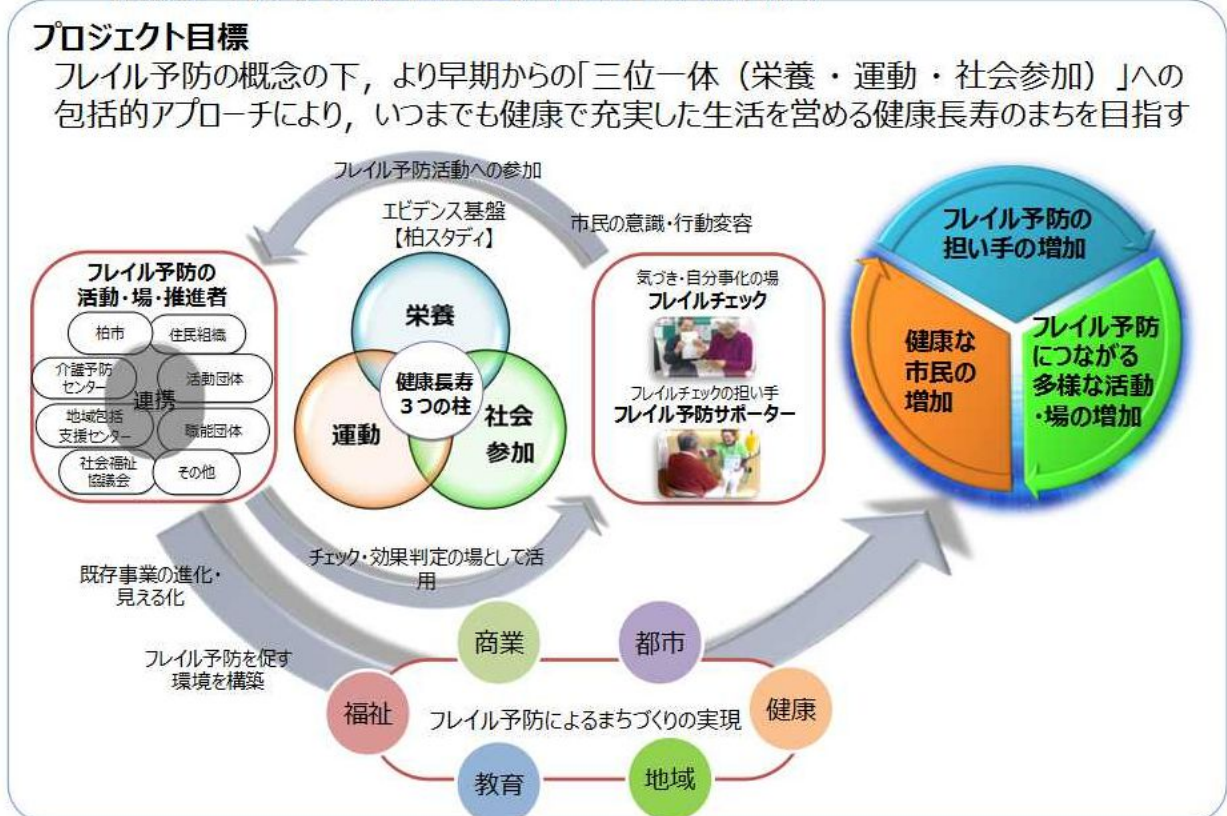 プロジェクト目標
フレイル予防の概念の下，より早期からの「三位一体（栄養・運動・社会参加）」への
包括的アプローチにより，いつまでも健康で充実した生活を営める健康長寿のまちを目指す
フレイル予防活動への参加
エビデンス基盤
【柏スタディ】
市民の意識・行動変容
フレイル予防の
活動・場・推進者
柏市
住民組織
介護予防
センター
活動団体
連携
地域包括
支援センター
職能団体
社会福祉
協議会
その他
栄養
健康長寿
３つの柱
運動
社会
参加
気づき・自分事化の場
フレイルチェック
フレイルチェックの担い手
フレイル予防サポーター
フレイル予防の
担い手の増加
健康な
市民の
増加
フレイル予防
につながる
多様な活動
・場の増加
チェック・効果判定の場として活
用
既存事業の進化・
見える化
フレイル予防を促す
環境を構築
商業
都市
福祉
フレイル予防によるまちづくりの実現
健康
教育
地域